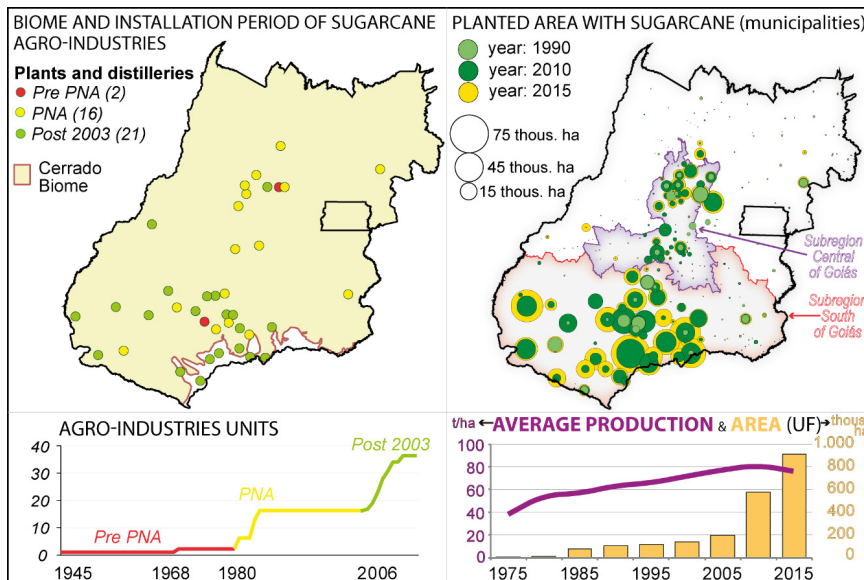 BIOME AND INSTALLATION PERIOD OF SUGARCANE
AGRO-INDUSTRIES
Plants and distilleries
Pre PNA (2)
PNA (16)
Post 2003 (21)
Cerrado
Biome
PLANTED AREA WITH SUGARCANE (municipalities)
year: 1990
year: 2010
year: 2015
75 thous. ha
45 thous. ha
15 thous. ha
Subregion
Central
of Goiás
Subregion
South
of Goiás
AGRO-INDUSTRIES UNITS
40
30
20
10
0
Pre PNA
PNA
Post 2003
1945 1968 1980 2006
t/ha AVERAGE PRODUCTION & AREA (UF) thous.
ha
100
80
60
40
20
0
1.000
800
600
400
200
0
1975 1985 1995 2005 2015